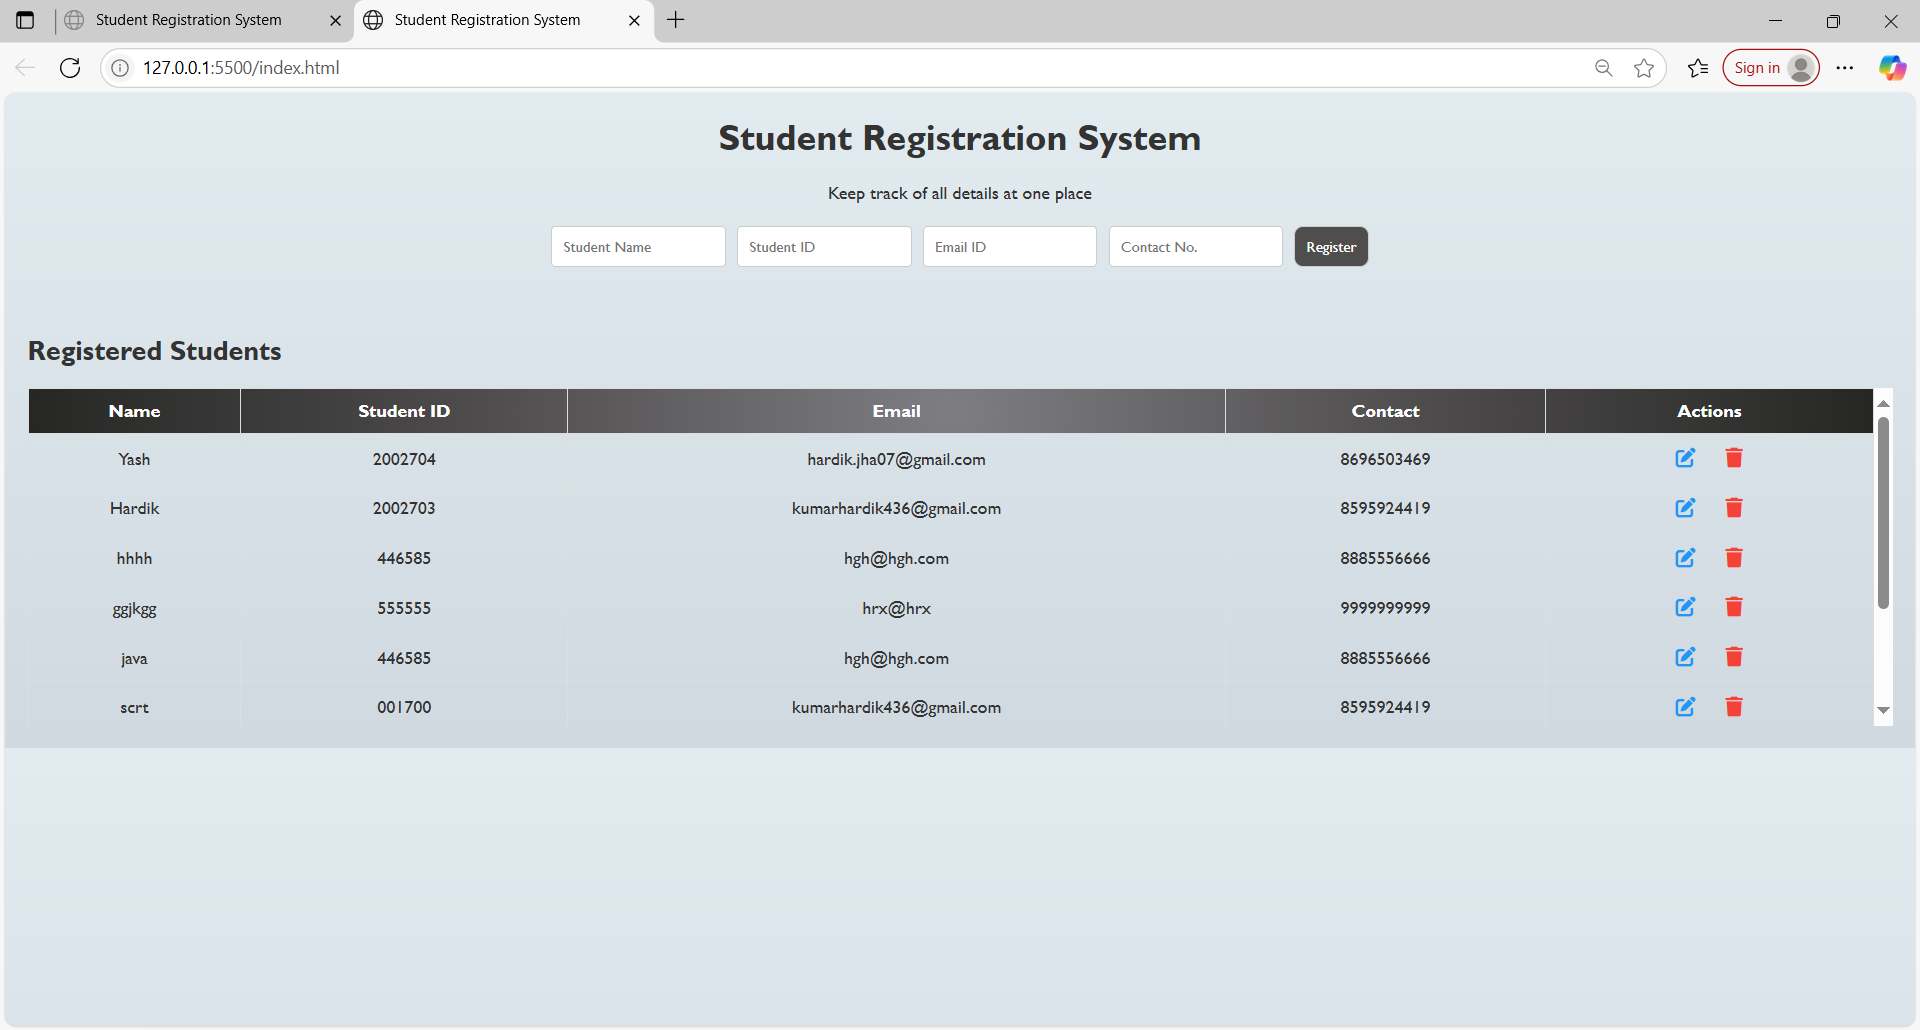 Student Registration System
Student Registration System
127.0.0.1:5500/index.html
Sign in
Student Registration System
Keep track of all details at one place
Student Name Student ID Email ID Contact No. Register
Registered Students
Name Student ID Email Contact Actions
Yash 2002704 hardik.jha07@gmail.com 8696503469
Hardik 2002703 kumarhardik436@gmail.com 8595924419
hhhh 446585 hgh@hgh.com 8885556666
ggjkgg 555555 hrx@hrx 9999999999
java 446585 hgh@hgh.com 8885556666
scrt 001700 kumarhardik436@gmail.com 8595924419